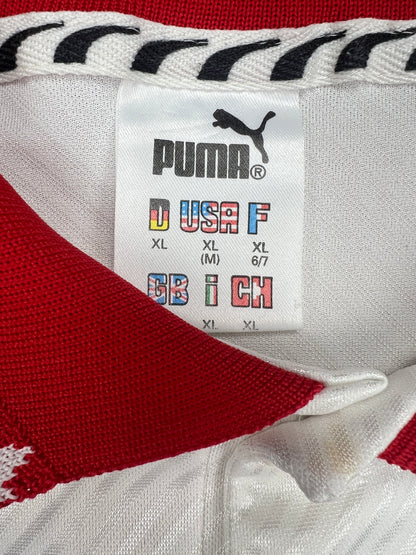 PUMA®
D USA F
XL XL XL
(M) 6/7
GB I CH
XL XL